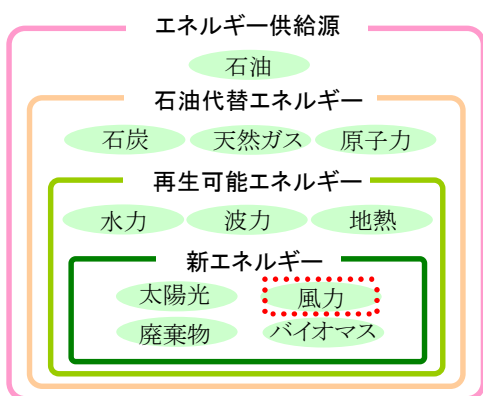 エネルギー供給源
石油
石油代替エネルギー
石炭 天然ガス 原子力
再生可能エネルギー
水力 波力 地熱
新エネルギー
太陽光 風力
廃棄物 バイオマス